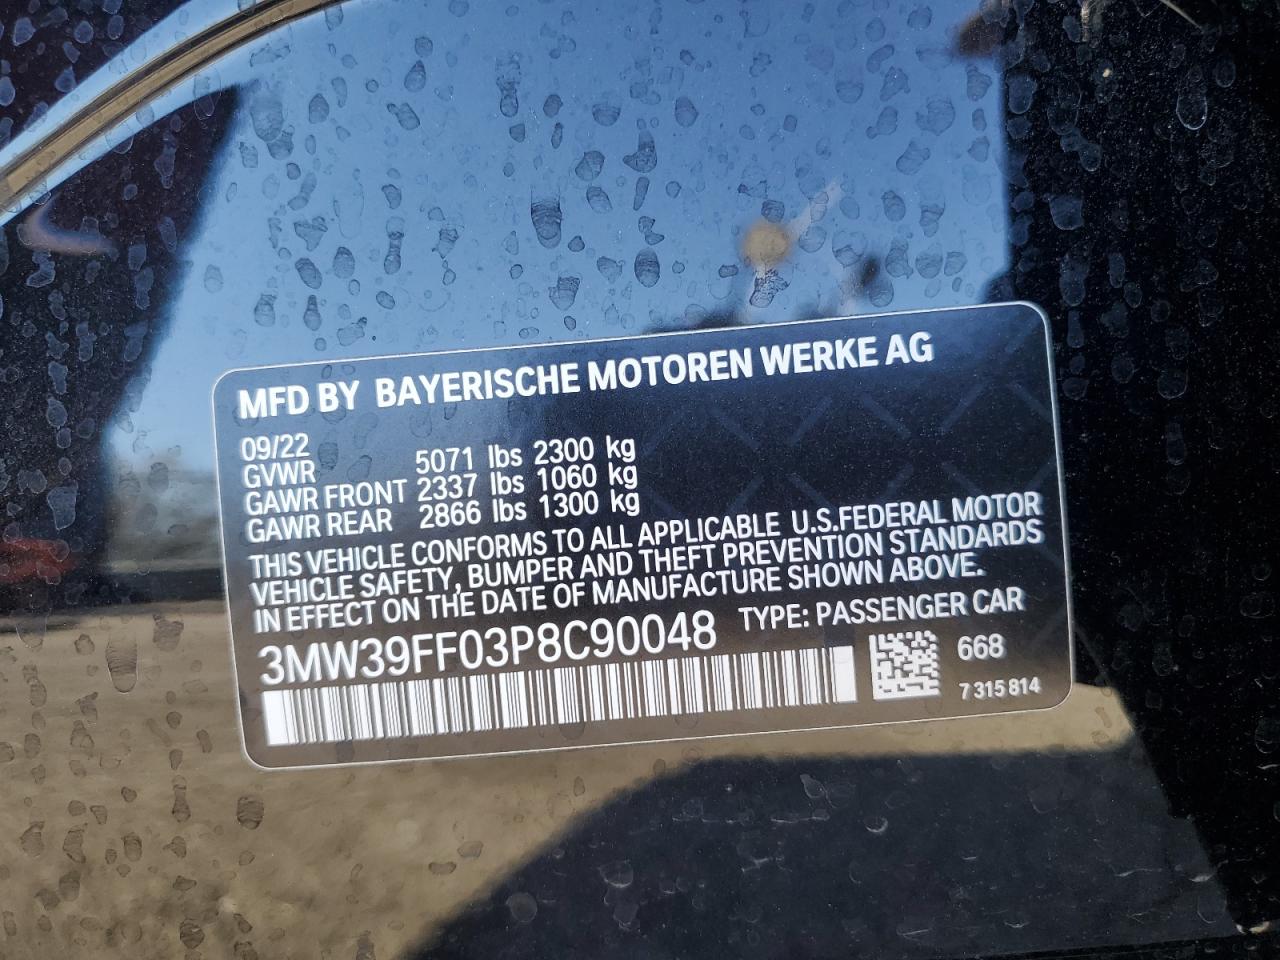 MFD BY BAYERISCHE MOTOREN WERKE AG
09/22
GVWR 5071 lbs 2300 kg
GAWR FRONT 2337 lbs 1060 kg
GAWR REAR 2866 lbs 1300 kg
THIS VEHICLE CONFORMS TO ALL APPLICABLE U.S.FEDERAL MOTOR
VEHICLE SAFETY, BUMPER AND THEFT PREVENTION STANDARDS
IN EFFECT ON THE DATE OF MANUFACTURE SHOWN ABOVE.
3MW39FF03P8C90048 TYPE: PASSENGER CAR
668
7 315 814